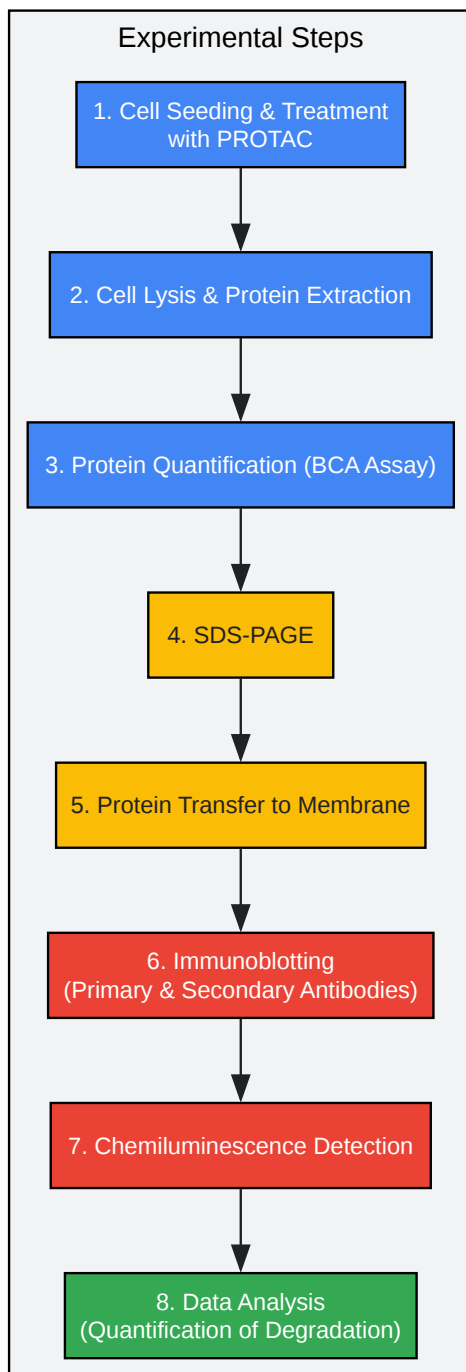 Experimental Steps
1. Cell Seeding & Treatment
with PROTAC
2. Cell Lysis & Protein Extraction
3. Protein Quantification (BCA Assay)
4. SDS-PAGE
5. Protein Transfer to Membrane
6. Immunoblotting
(Primary & Secondary Antibodies)
7. Chemiluminescence Detection
8. Data Analysis
(Quantification of Degradation)